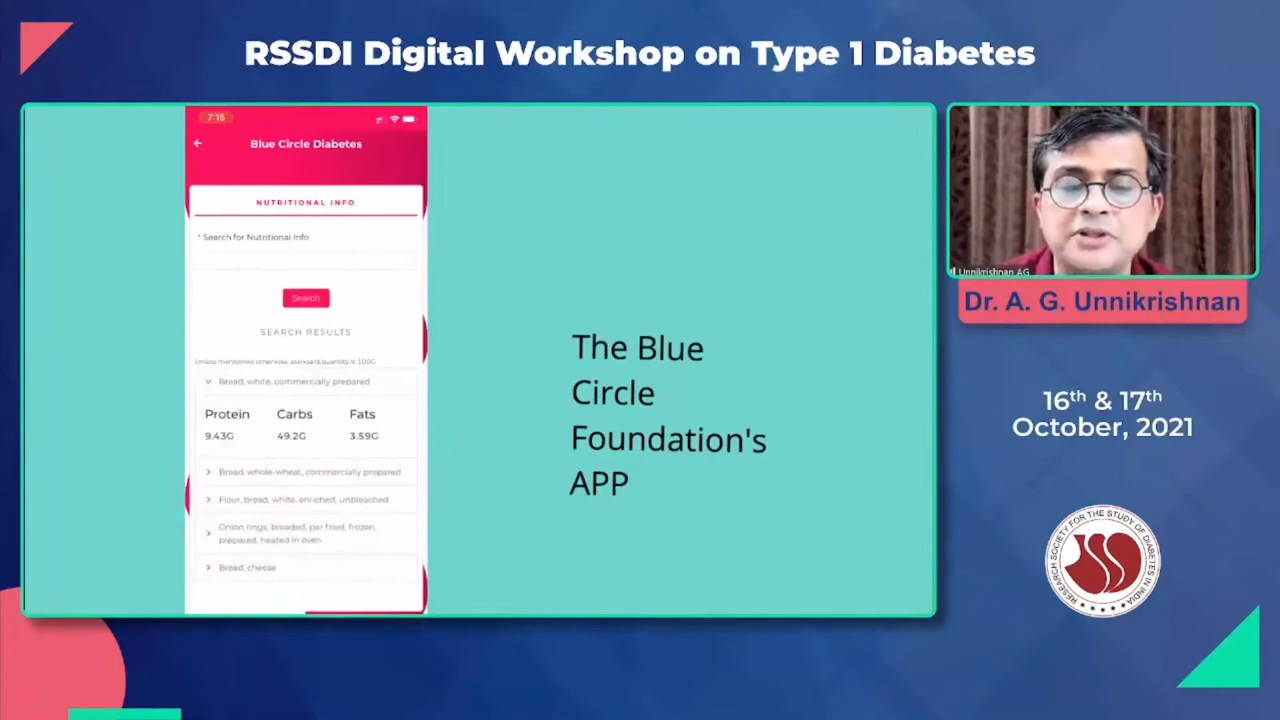 RSSDI Digital Workshop on Type 1 Diabetes
7:15
Blue Circle Diabetes
NUTRITIONAL INFO
* Search for Nutritional Info
Search
SEARCH RESULTS
Unless mentioned otherwise, standard quantity is 100G
Bread, white, commercially prepared
Protein Carbs Fats
9.43G 49.2G 3.59G
Bread, whole-wheat, commercially prepared
Flour, bread, white, enriched, unbleached
Onion rings, breaded, par fried, frozen,
prepared, heated in oven
Bread, cheese
The Blue
Circle
Foundation's
APP
Unnikrishnan AG
Dr. A. G. Unnikrishnan
16th & 17th
October, 2021
RESEARCH SOCIETY FOR THE STUDY OF DIABETES IN INDIA